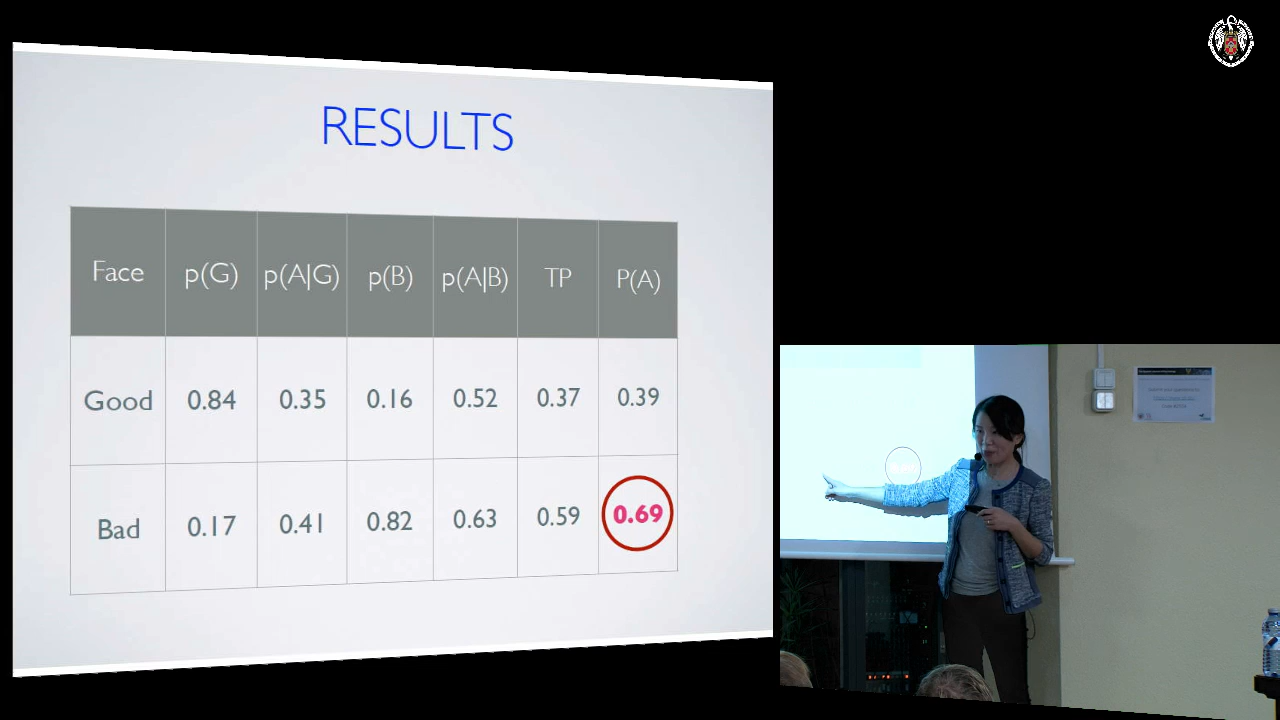 RESULTS
Face p(G) p(A|G) p(B) p(A|B) TP P(A)
Good 0.84 0.35 0.16 0.52 0.37 0.39
Bad 0.17 0.41 0.82 0.63 0.59 0.69